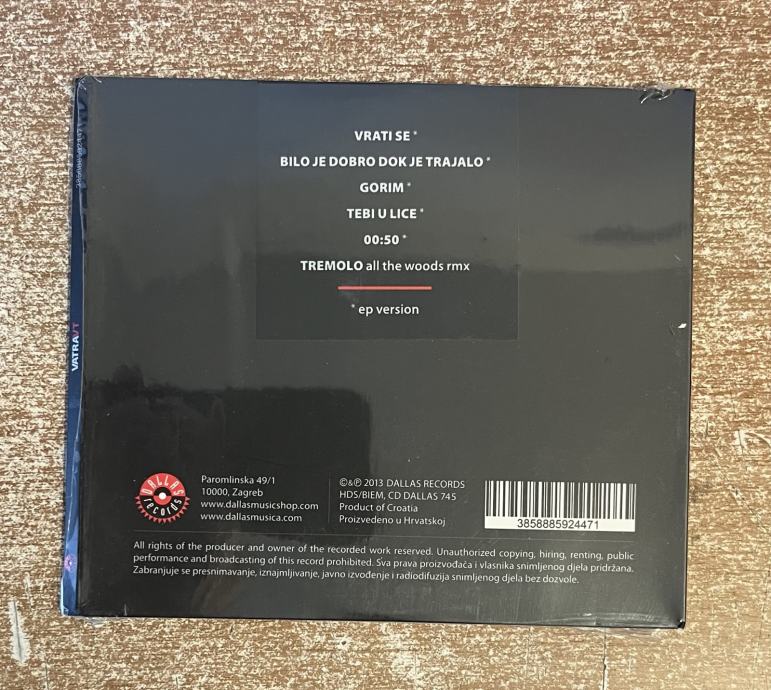 VRATI SE *
BILO JE DOBRO DOK JE TRAJALO *
GORIM *
TEBI U LICE *
00:50 *
TREMOLO all the woods rmx
* ep version
3858885924471
VATRA VT
DALLAS
records
Paromlinska 49/1
10000, Zagreb
www.dallasmusicshop.com
www.dallasmusica.com
©&℗ 2013 DALLAS RECORDS
HDS/BIEM, CD DALLAS 745
Product of Croatia
Proizvedeno u Hrvatskoj
3858885924471
All rights of the producer and owner of the recorded work reserved. Unauthorized copying, hiring, renting, public
performance and broadcasting of this record prohibited. Sva prava proizvođača i vlasnika snimljenog djela pridržana.
Zabranjuje se presnimavanje, iznajmljivanje, javno izvođenje i radiodifuzija snimljenog djela bez dozvole.